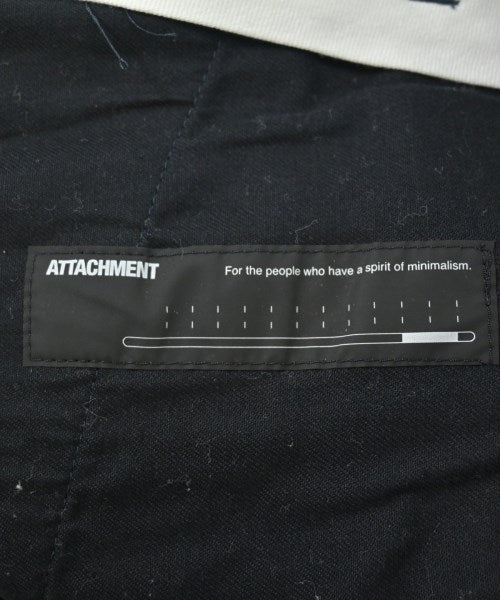 ATTACHMENT
For the people who have a spirit of minimalism.